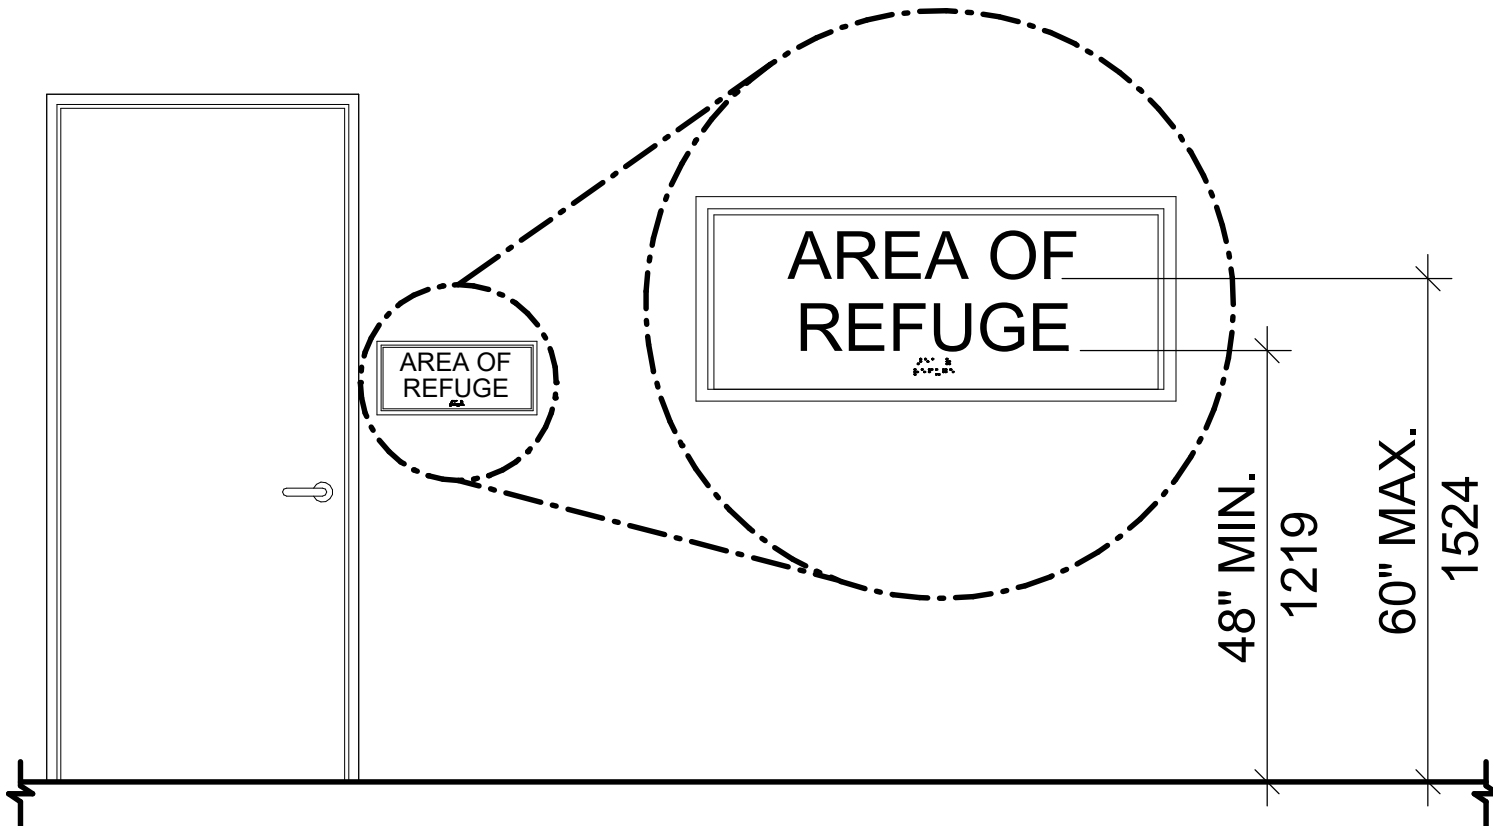 AREA OF
REFUGE
AREA OF
REFUGE
48" MIN.
1219
60" MAX.
1524